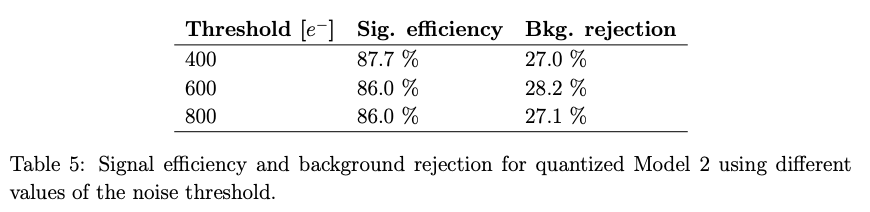 Threshold [e⁻] Sig. efficiency Bkg. rejection
400 87.7 % 27.0 %
600 86.0 % 28.2 %
800 86.0 % 27.1 %
Table 5: Signal efficiency and background rejection for quantized Model 2 using different
values of the noise threshold.